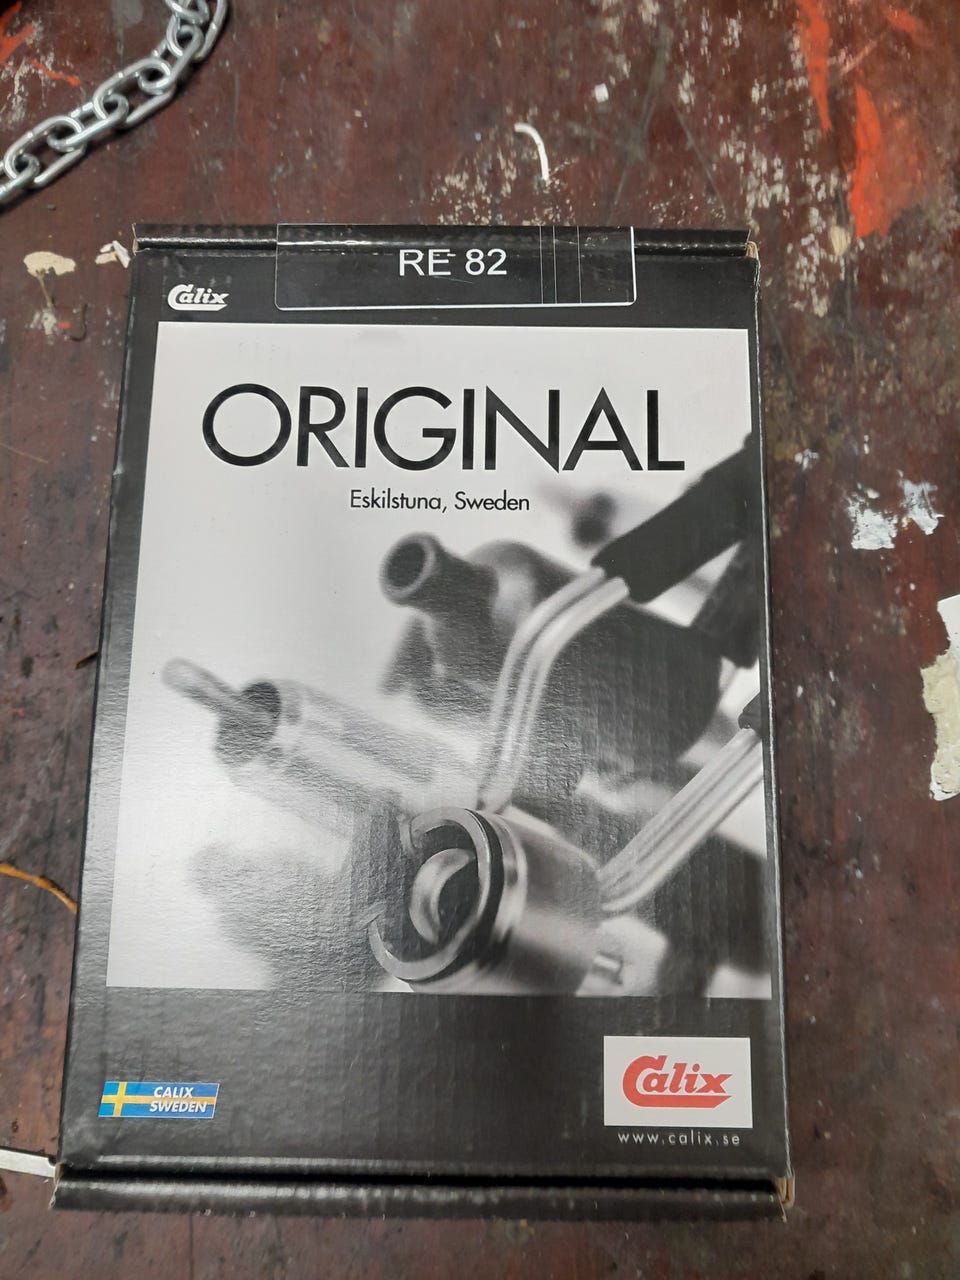 RE 82
Calix
ORIGINAL
Eskilstuna, Sweden
CALIX
SWEDEN
Calix
www.calix.se